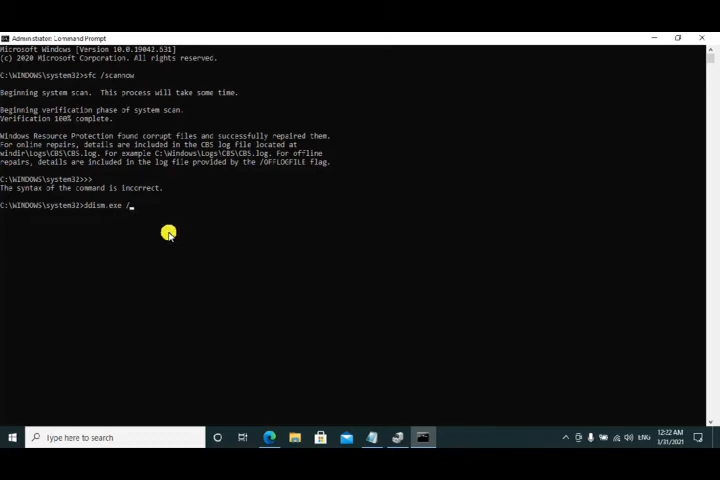 Administrator: Command Prompt
Microsoft Windows [Version 10.0.19042.631]
(c) 2020 Microsoft Corporation. All rights reserved.
C:\WINDOWS\system32>sfc /scannow
Beginning system scan. This process will take some time.
Beginning verification phase of system scan.
Verification 100% complete.
Windows Resource Protection found corrupt files and successfully repaired them.
For online repairs, details are included in the CBS log file located at
windir\Logs\CBS\CBS.log. For example C:\Windows\Logs\CBS\CBS.log. For offline
repairs, details are included in the log file provided by the /OFFLOGFILE flag.
C:\WINDOWS\system32>>>
The syntax of the command is incorrect.
C:\WINDOWS\system32>ddism.exe /
Type here to search
ENG
12:22 AM
3/31/2021